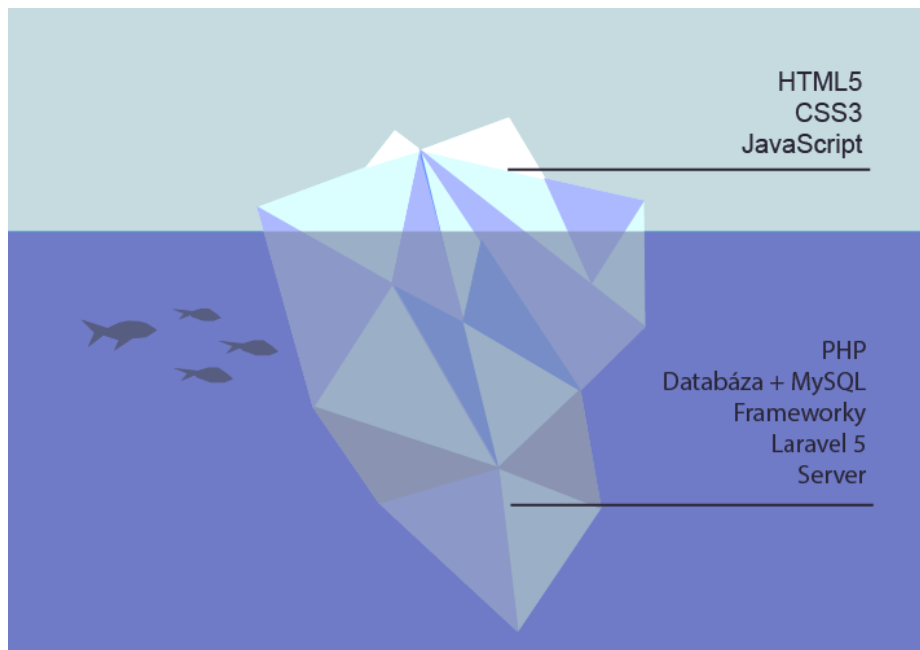 HTML5
CSS3
JavaScript
PHP
Databáza + MySQL
Frameworky
Laravel 5
Server